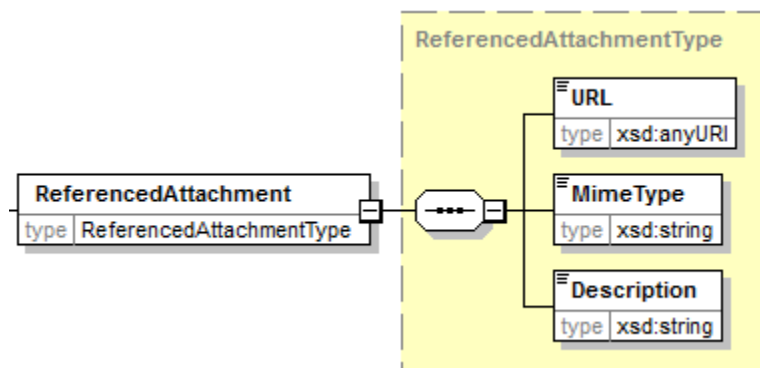 ReferencedAttachmentType
URL
type xsd:anyURI
ReferencedAttachment
type ReferencedAttachmentType
MimeType
type xsd:string
Description
type xsd:string